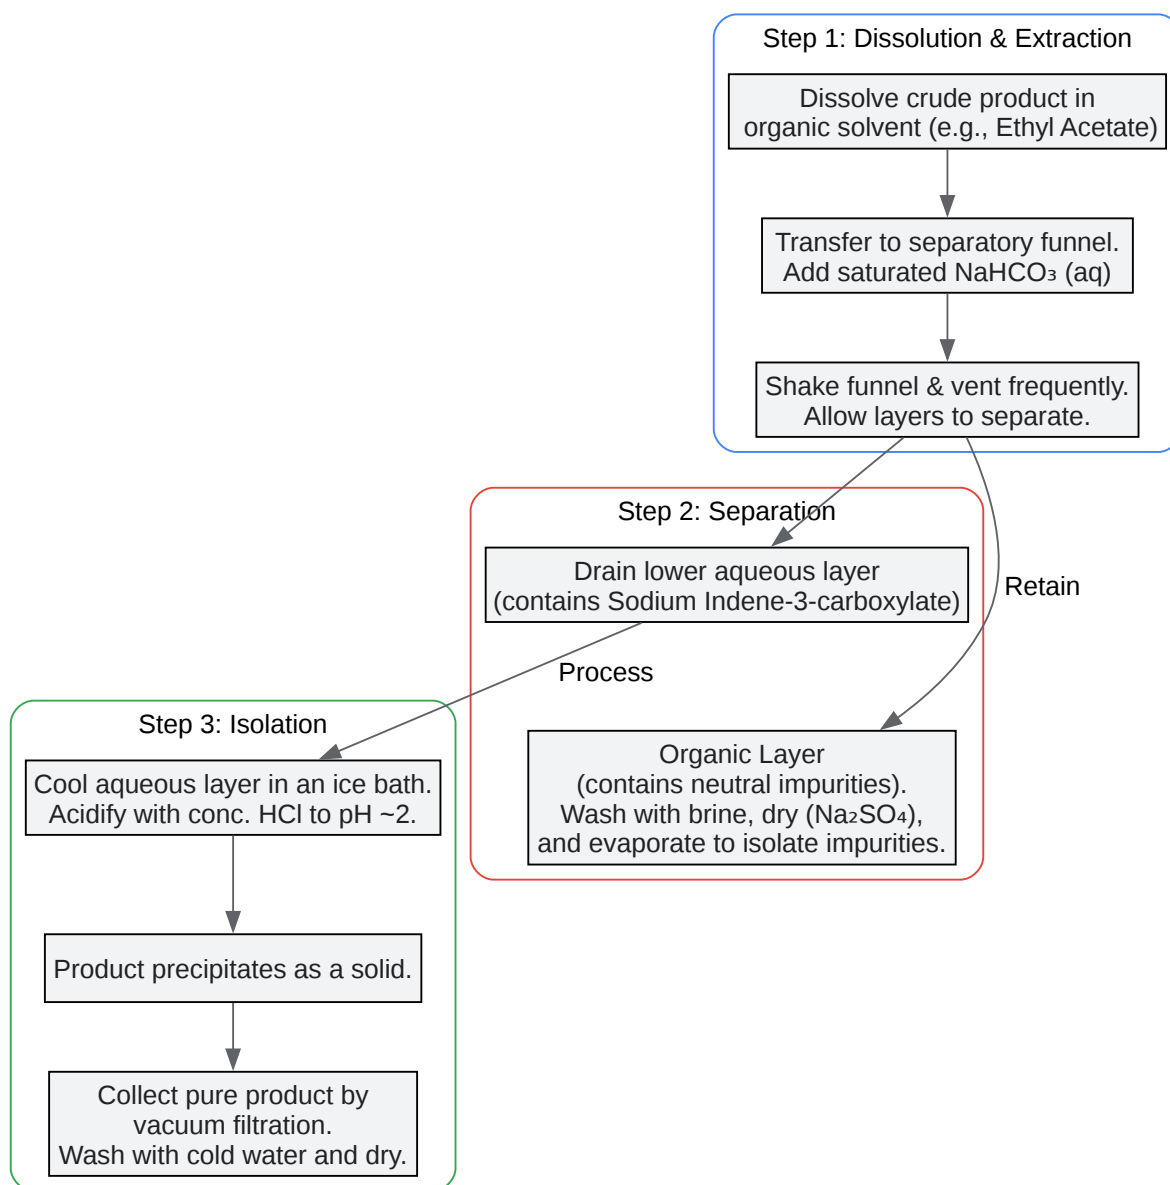 Step 1: Dissolution & Extraction
Dissolve crude product in
organic solvent (e.g., Ethyl Acetate)
Transfer to separatory funnel.
Add saturated NaHCO₃ (aq)
Shake funnel & vent frequently.
Allow layers to separate.
Step 2: Separation
Drain lower aqueous layer
(contains Sodium Indene-3-carboxylate)
Retain
Process
Organic Layer
(contains neutral impurities).
Wash with brine, dry (Na₂SO₄),
and evaporate to isolate impurities.
Step 3: Isolation
Cool aqueous layer in an ice bath.
Acidify with conc. HCl to pH ~2.
Product precipitates as a solid.
Collect pure product by
vacuum filtration.
Wash with cold water and dry.